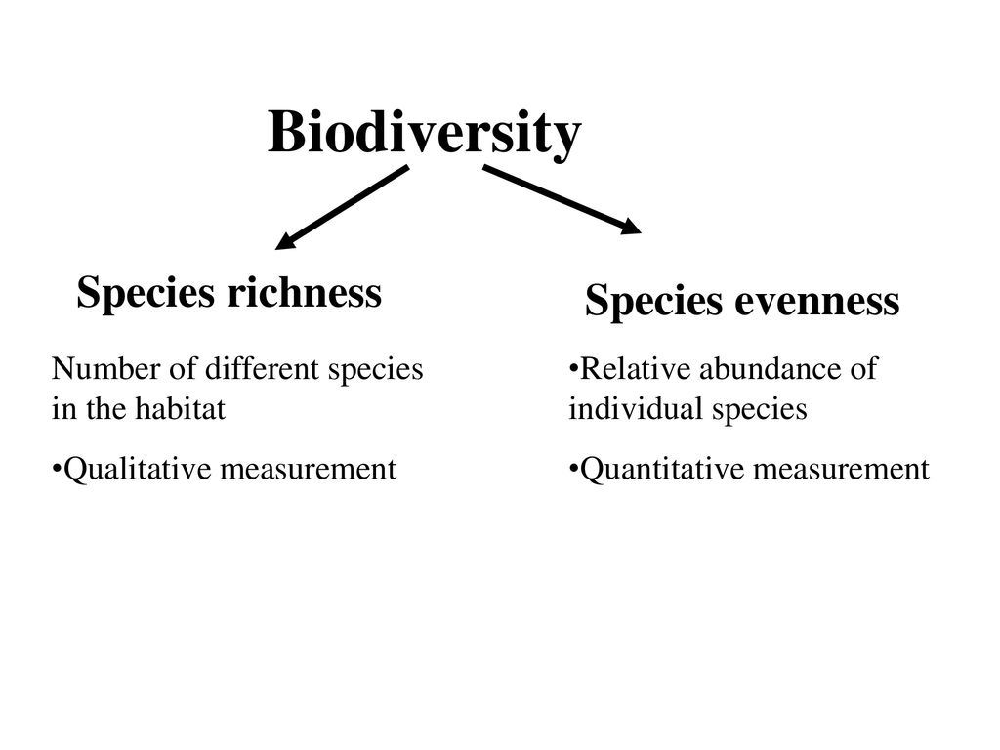 Biodiversity
Species richness
Number of different species
in the habitat
•Qualitative measurement
Species evenness
•Relative abundance of
individual species
•Quantitative measurement